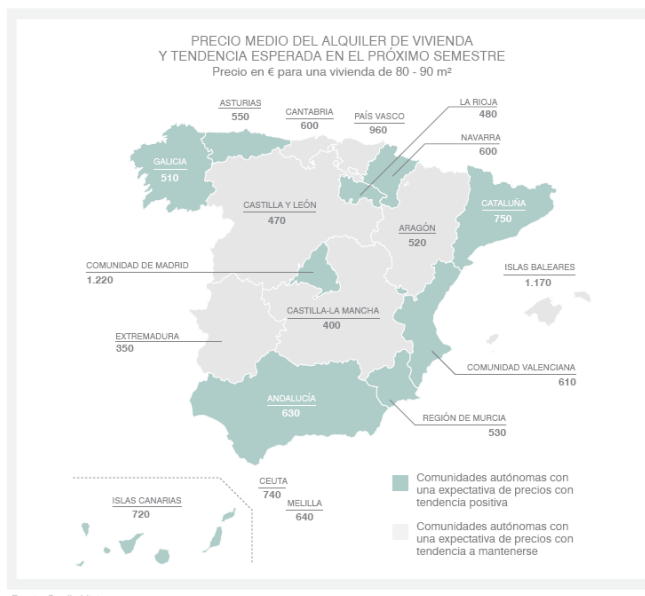 PRECIO MEDIO DEL ALQUILER DE VIVIENDA
Y TENDENCIA ESPERADA EN EL PRÓXIMO SEMESTRE
Precio en € para una vivienda de 80 - 90 m²
ASTURIAS
550
CANTABRIA
600
PAÍS VASCO
960
LA RIOJA
480
NAVARRA
600
GALICIA
510
CASTILLA Y LEÓN
470
ARAGÓN
520
CATALUÑA
750
COMUNIDAD DE MADRID
1.220
ISLAS BALEARES
1.170
CASTILLA-LA MANCHA
400
EXTREMADURA
350
COMUNIDAD VALENCIANA
610
ANDALUCÍA
630
REGIÓN DE MURCIA
530
CEUTA
740
MELILLA
640
ISLAS CANARIAS
720
Comunidades autónomas con
una expectativa de precios con
tendencia positiva
Comunidades autónomas con
una expectativa de precios con
tendencia a mantenerse